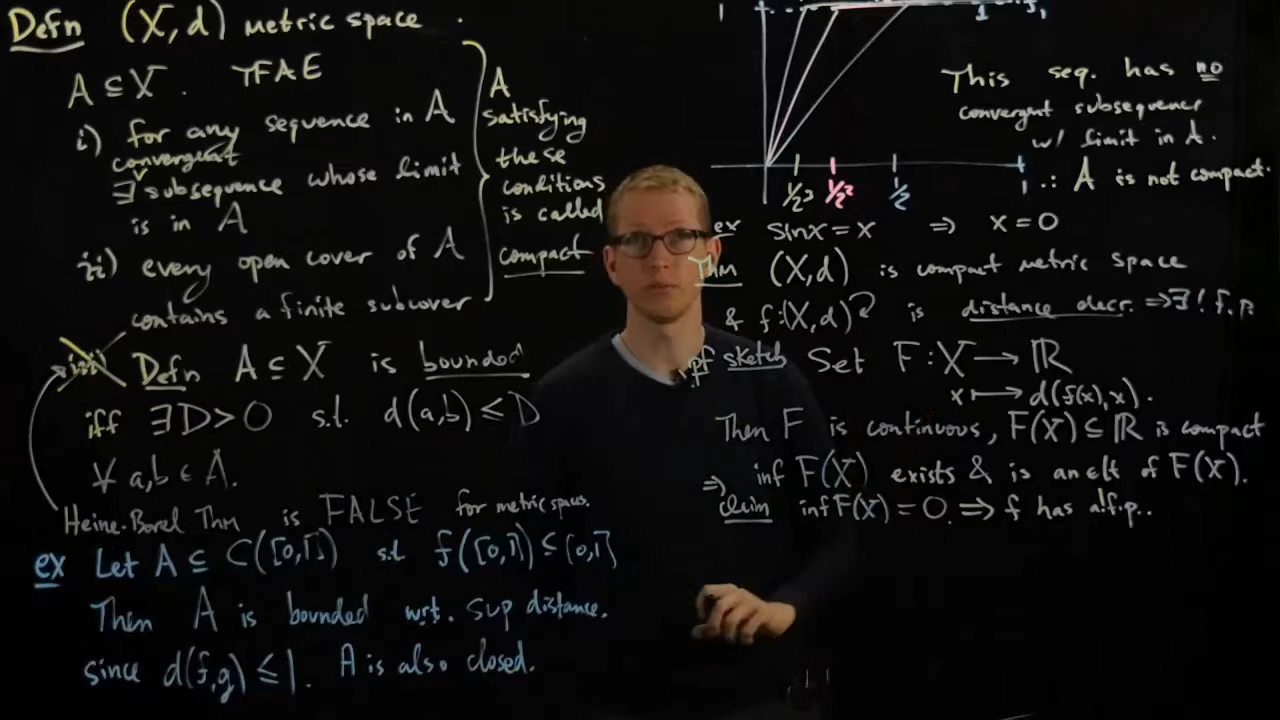 Defn (X,d) metric space.
A ⊆ X. TFAE
i) for any sequence in A
convergent
∃ subsequence whose limit
is in A
ii) every open cover of A
contains a finite subcover
A
satisfying
these
conditions
is called
compact
iii) Defn A ⊆ X is bounded
iff ∃D>0 s.t. d(a,b) ≤ D
∀ a,b ∈ A.
Heine-Borel Thm is FALSE for metric spaces.
ex Let A ⊆ C([0,1]) s.t. f([0,1]) ⊆ [0,1]
Then A is bounded wrt. sup distance.
since d(f,g) ≤ 1. A is also closed.
1
1/2³ 1/2² 1/2 1
This seq. has no
convergent subsequence
w/ limit in A.
∴ A is not compact.
ex sinx = x ⇒ x=0
Thm (X,d) is compact metric space
& f:(X,d)⟲ is distance decr. ⇒ ∃! f.p.
pf sketch Set F:X → ℝ
x ↦ d(f(x),x).
Then F is continuous, F(X) ⊆ ℝ is compact
⇒ inf F(X) exists & is an elt of F(X).
claim inf F(X) = 0. ⇒ f has a! f.p..